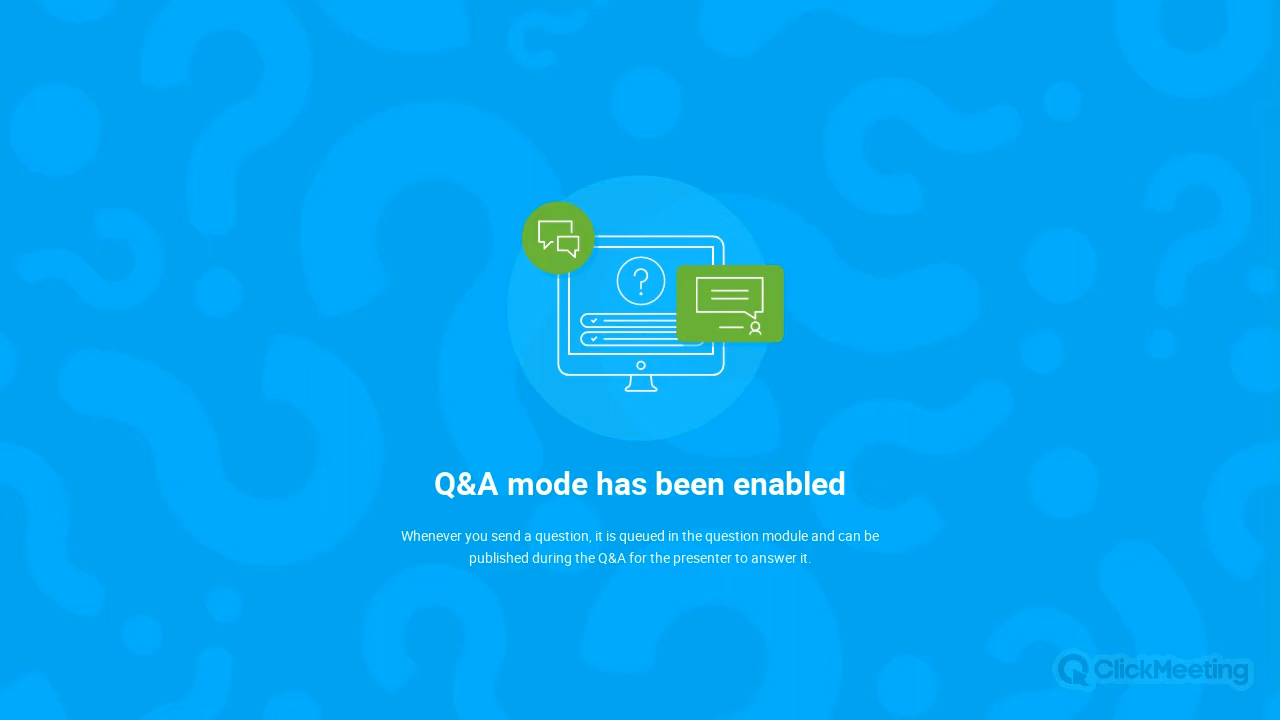 Q&A mode has been enabled
Whenever you send a question, it is queued in the question module and can be
published during the Q&A for the presenter to answer it.
ClickMeeting